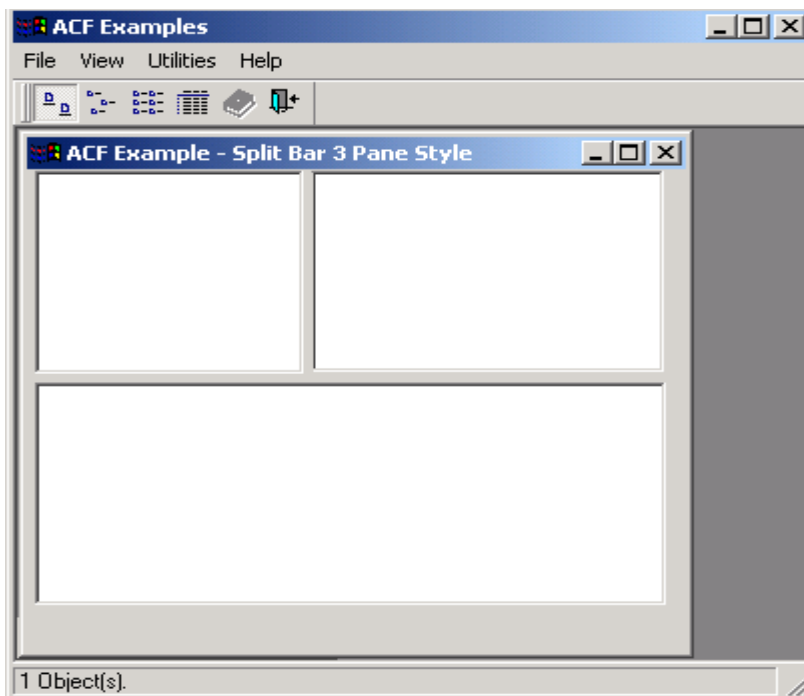 ACF Examples
File View Utilities Help
ACF Example - Split Bar 3 Pane Style
1 Object(s).